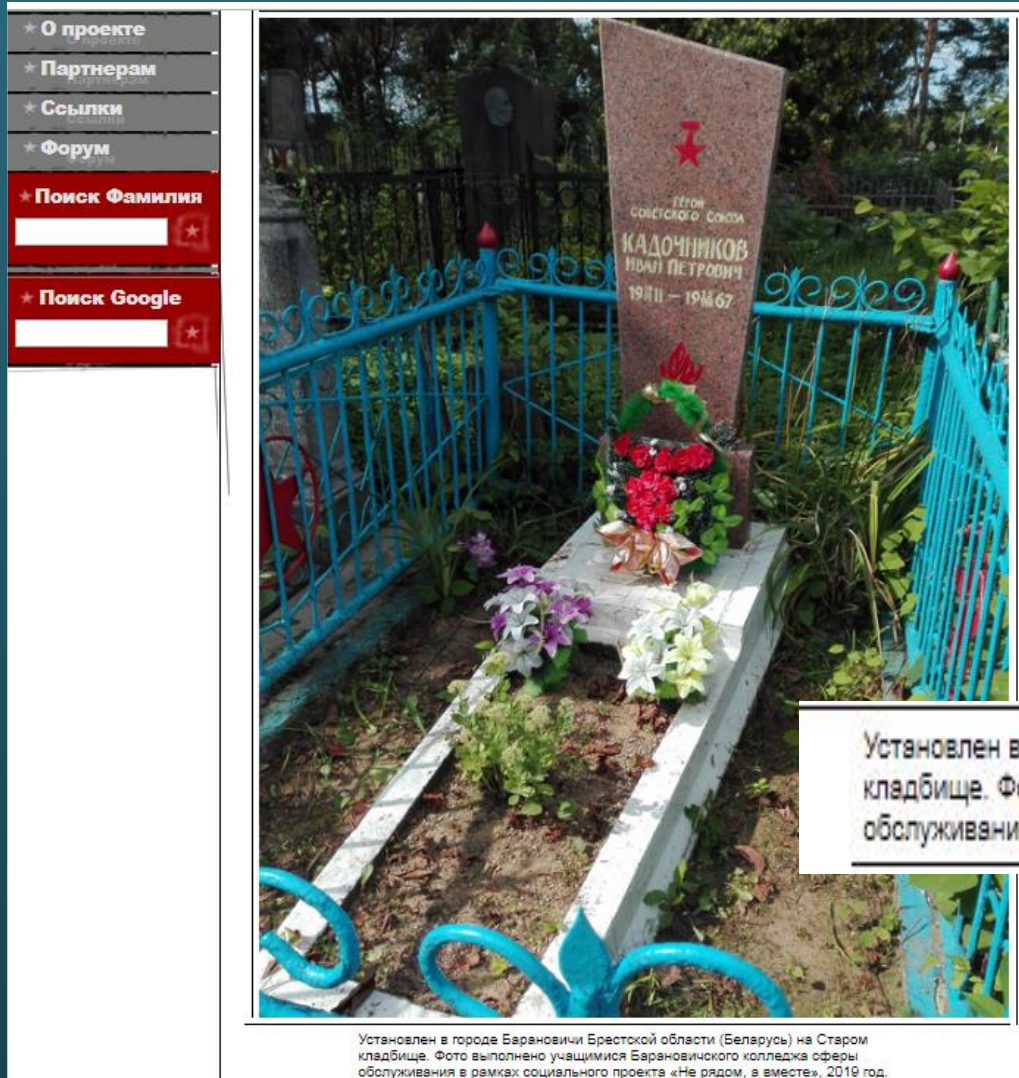 О проекте
Партнерам
Ссылки
Форум
Поиск Фамилия
Поиск Google
ГЕРОЙ
СОВЕТСКОГО СОЮЗА
КАДОЧНИКОВ
ИВАН ПЕТРОВИЧ
Установлен в
кладбище. Фо
обслуживани
Установлен в городе Барановичи Брестской области (Беларусь) на Старом
кладбище. Фото выполнено учащимися Барановичского колледжа сферы
обслуживания в рамках социального проекта «Не рядом, а вместе», 2019 год.